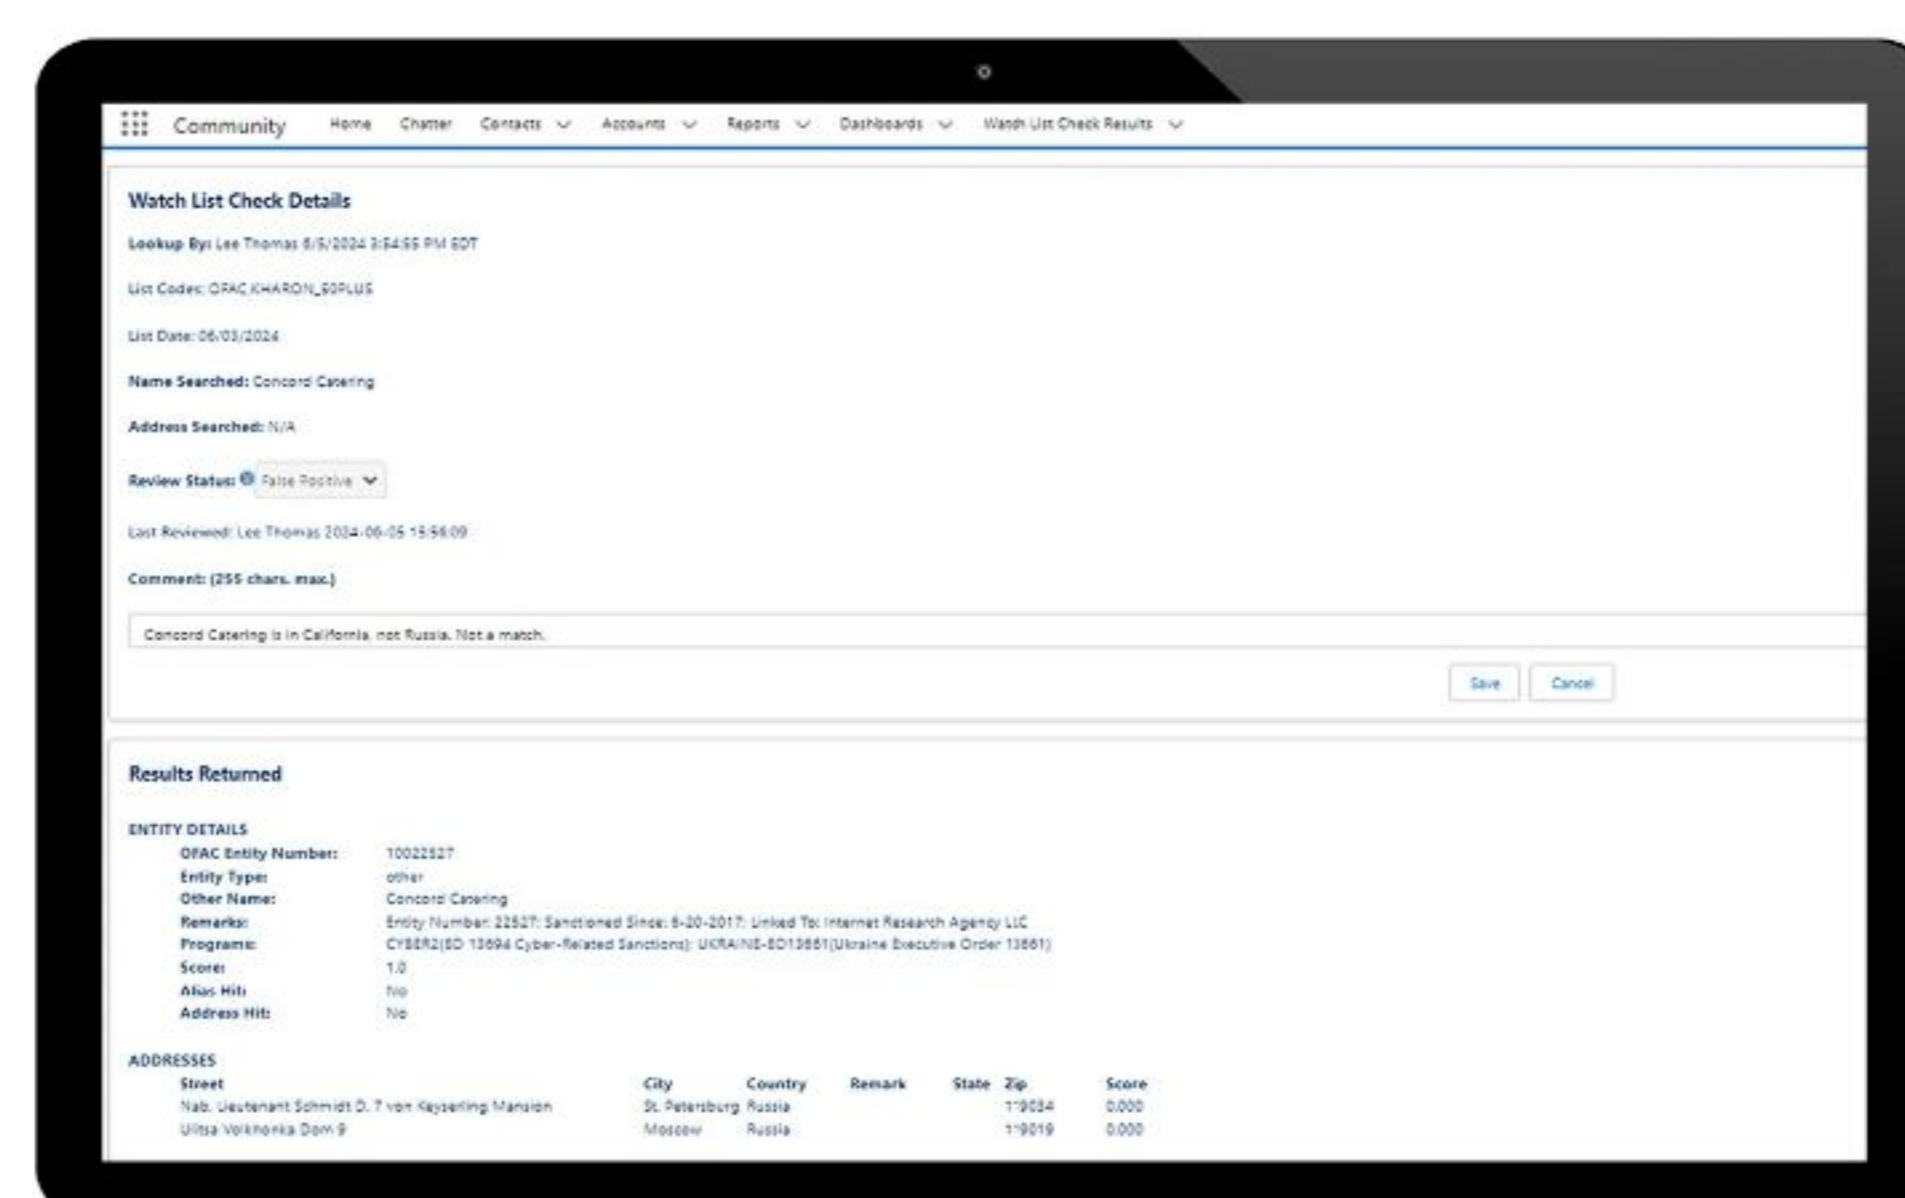 Community Home Chatter Contacts Accounts Reports Dashboards Watch List Check Results
Watch List Check Details
Lookup By: Lee Thomas 6/5/2024 3:54:55 PM EDT
List Codes: OFAC,KHARON_50PLUS
List Date: 06/03/2024
Name Searched: Concord Catering
Address Searched: N/A
Review Status: False Positive
Last Reviewed: Lee Thomas 2024-06-05 15:56:09
Comment: (255 chars. max.)
Concord Catering is in California, not Russia. Not a match.
Save Cancel
Results Returned
ENTITY DETAILS
OFAC Entity Number: 10022527
Entity Type: other
Other Name: Concord Catering
Remarks: Entity Number: 22527: Sanctioned Since: 6-20-2017: Linked To: Internet Research Agency LLC
Programs: CYBER2(EO 13694 Cyber-Related Sanctions): UKRAINE-EO13661(Ukraine Executive Order 13661)
Score: 1.0
Alias Hit: No
Address Hit: No
ADDRESSES
Street City Country Remark State Zip Score
Nab. Lieutenant Schmidt D. 7 von Keyserling Mansion St. Petersburg Russia 119034 0.000
Ulitsa Volkhonka Dom 9 Moscow Russia 119019 0.000